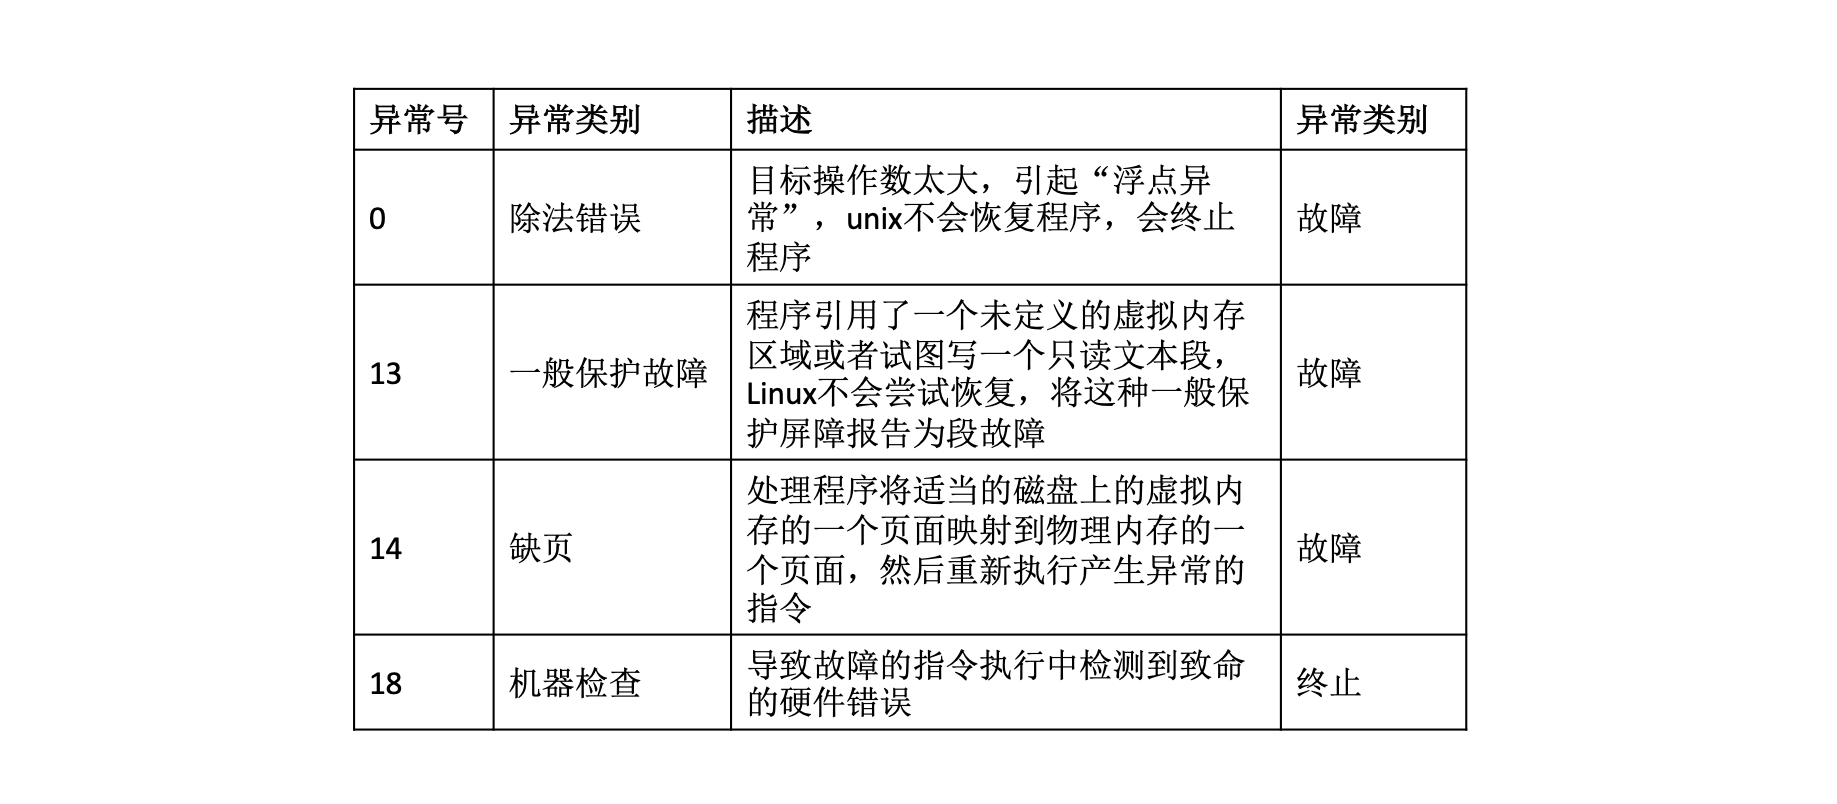 异常号 异常类别 描述 异常类别
0 除法错误 目标操作数太大，引起“浮点异
常”，unix不会恢复程序，会终止
程序 故障
13 一般保护故障 程序引用了一个未定义的虚拟内存
区域或者试图写一个只读文本段，
Linux不会尝试恢复，将这种一般保
护屏障报告为段故障 故障
14 缺页 处理程序将适当的磁盘上的虚拟内
存的一个页面映射到物理内存的一
个页面，然后重新执行产生异常的
指令 故障
18 机器检查 导致故障的指令执行中检测到致命
的硬件错误 终止